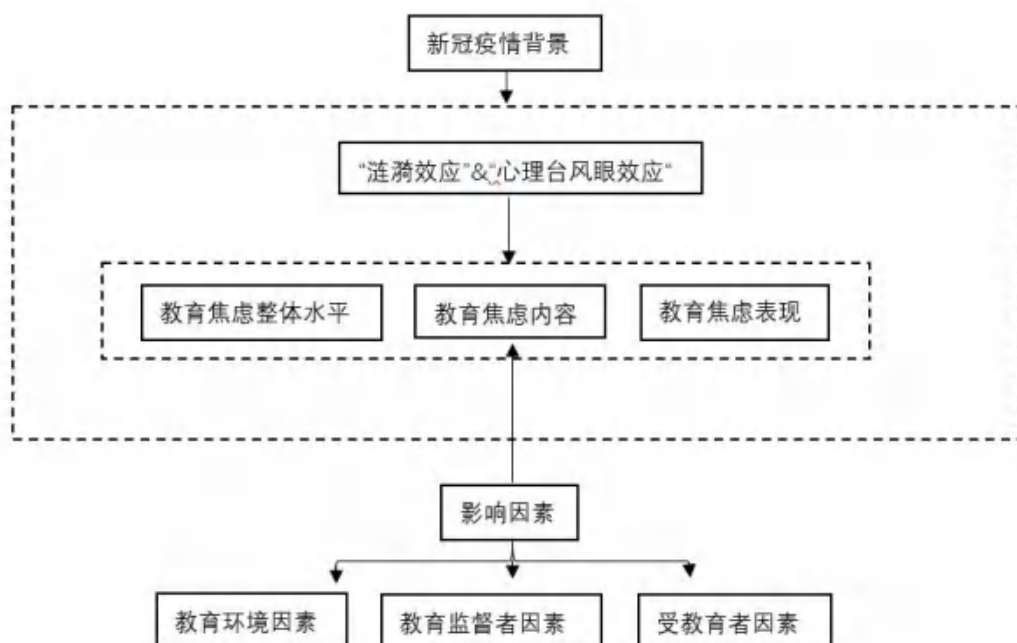 新冠疫情背景
“涟漪效应”&“心理台风眼效应“
教育焦虑整体水平 教育焦虑内容 教育焦虑表现
影响因素
教育环境因素 教育监督者因素 受教育者因素